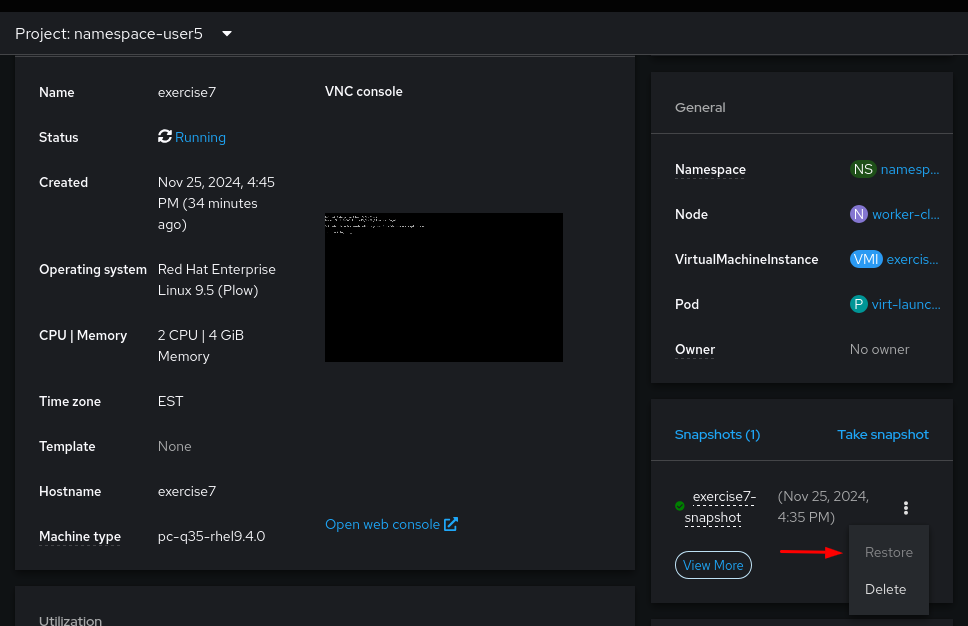 Project: namespace-user5
Name
exercise7
VNC console
Status
Running
Created
Nov 25, 2024, 4:45
PM (34 minutes
ago)
Operating system
Red Hat Enterprise
Linux 9.5 (Plow)
CPU | Memory
2 CPU | 4 GiB
Memory
Time zone
EST
Template
None
Hostname
exercise7
Machine type
pc-q35-rhel9.4.0
Open web console
Utilization
General
Namespace
NS namesp...
Node
N worker-cl...
VirtualMachineInstance
VMI exercis...
Pod
P virt-launc...
Owner
No owner
Snapshots (1)
Take snapshot
exercise7-
snapshot
(Nov 25, 2024,
4:35 PM)
View More
Restore
Delete